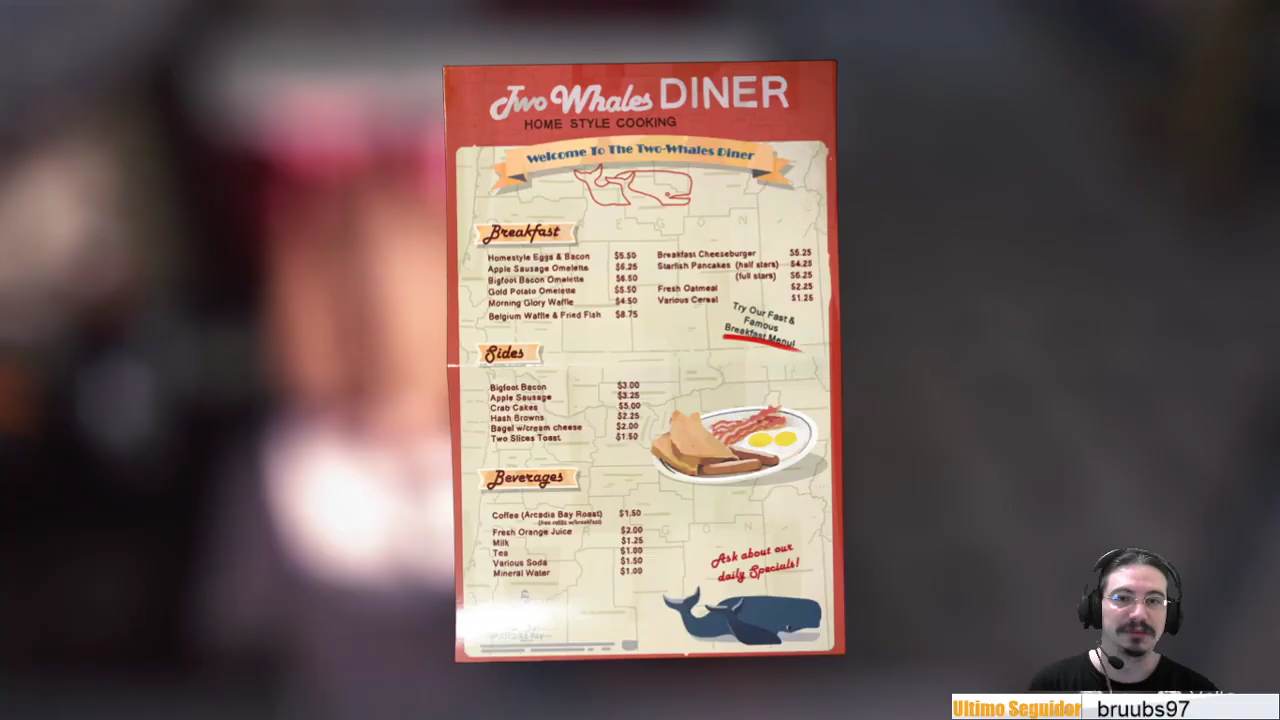 Two Whales DINER
HOME STYLE COOKING
Welcome To The Two-Whales Diner
Breakfast
Homestyle Eggs & Bacon $5.50
Apple Sausage Omelette $6.25
Bigfoot Bacon Omelette $6.50
Gold Potato Omelette $5.50
Morning Glory Waffle $4.50
Belgium Waffle & Fried Fish $8.75
Breakfast Cheeseburger $5.25
Starfish Pancakes (half stars) $4.25
(full stars) $6.25
Fresh Oatmeal $2.25
Various Cereal $1.25
Try Our Fast &
Famous
Breakfast Menu!
Sides
Bigfoot Bacon $3.00
Apple Sausage $3.25
Crab Cakes $5.00
Hash Browns $2.25
Bagel w/cream cheese $2.00
Two Slices Toast $1.50
Beverages
Coffee (Arcadia Bay Roast) $1.50
(free refills w/breakfast)
Fresh Orange Juice $2.00
Milk $1.25
Tea $1.00
Various Soda $1.50
Mineral Water $1.00
Ask about our
daily Specials!
Ultimo Seguidor bruubs97